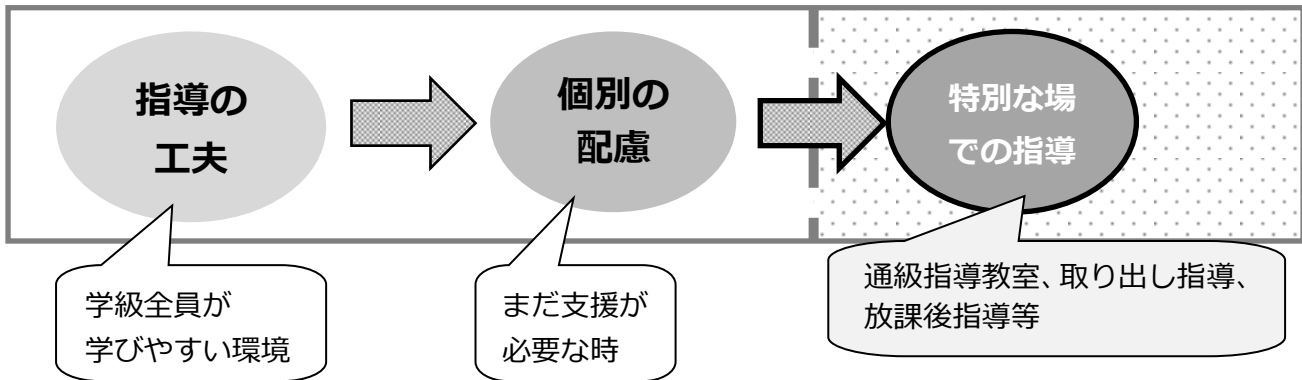 指導の
工夫
個別の
配慮
特別な場
での指導
学級全員が
学びやすい環境
まだ支援が
必要な時
通級指導教室、取り出し指導、
放課後指導等